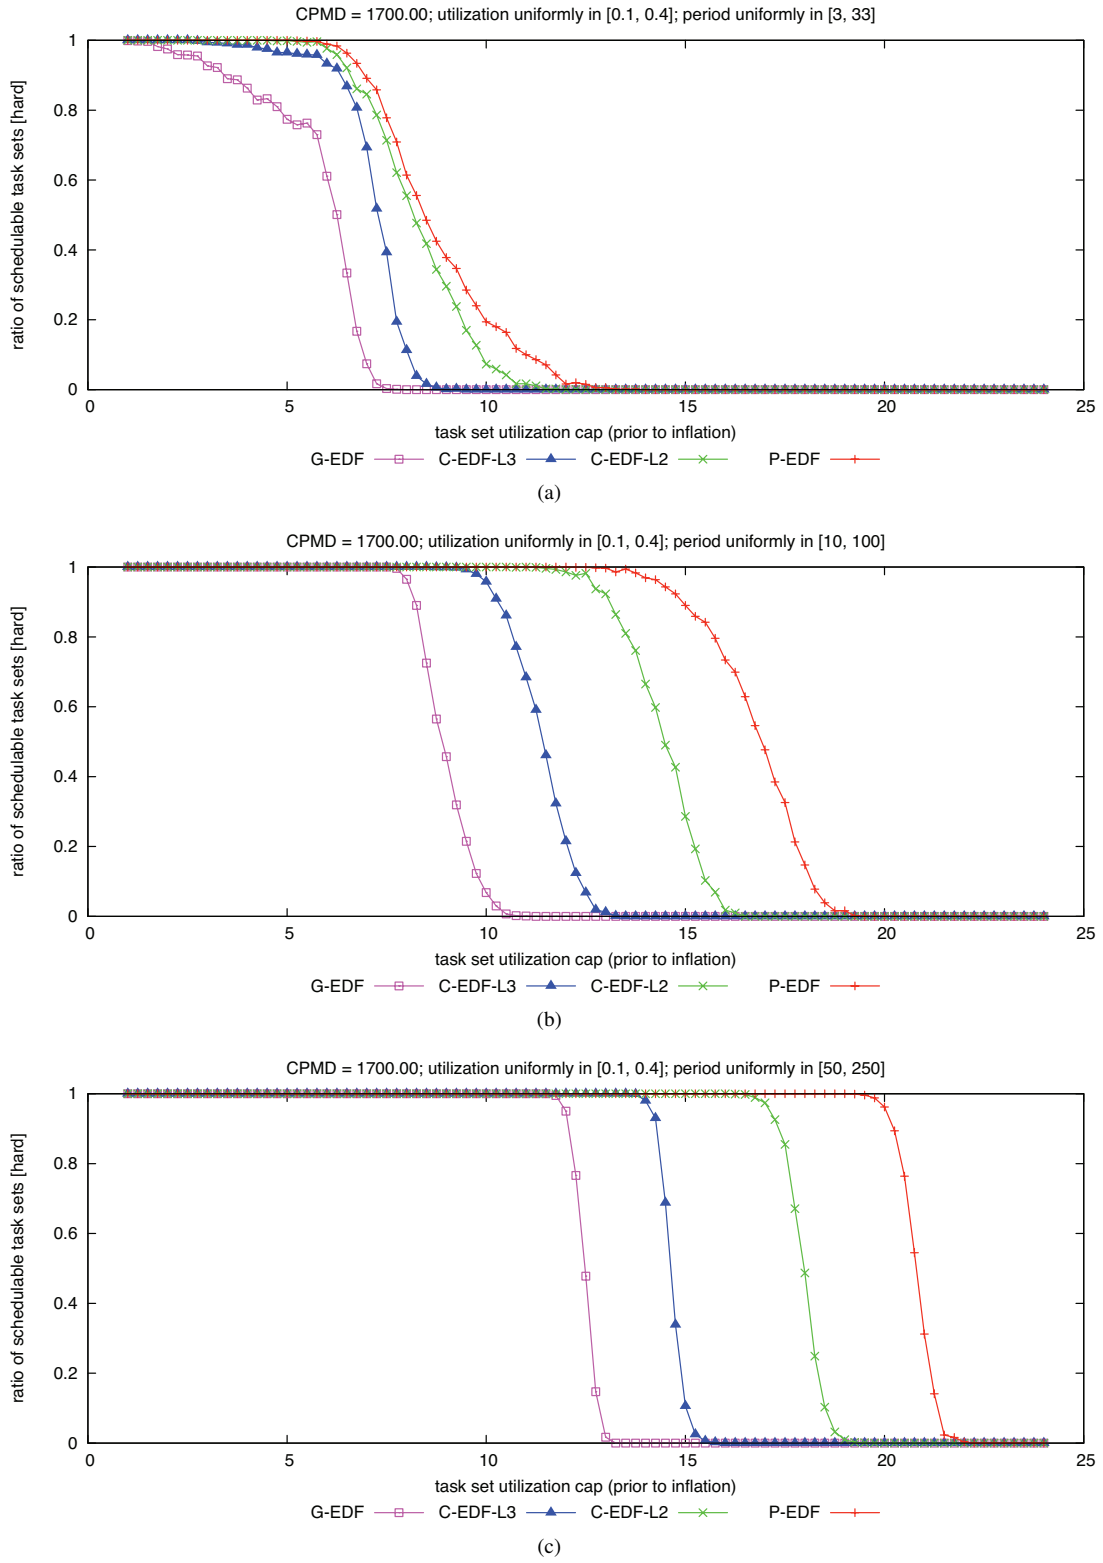 CPMD = 1700.00; utilization uniformly in [0.1, 0.4]; period uniformly in [3, 33]
ratio of schedulable task sets [hard]
1
0.8
0.6
0.4
0.2
0
0 5 10 15 20 25
task set utilization cap (prior to inflation)
G-EDF C-EDF-L3 C-EDF-L2 P-EDF
(a)
CPMD = 1700.00; utilization uniformly in [0.1, 0.4]; period uniformly in [10, 100]
ratio of schedulable task sets [hard]
1
0.8
0.6
0.4
0.2
0
0 5 10 15 20 25
task set utilization cap (prior to inflation)
G-EDF C-EDF-L3 C-EDF-L2 P-EDF
(b)
CPMD = 1700.00; utilization uniformly in [0.1, 0.4]; period uniformly in [50, 250]
ratio of schedulable task sets [hard]
1
0.8
0.6
0.4
0.2
0
0 5 10 15 20 25
task set utilization cap (prior to inflation)
G-EDF C-EDF-L3 C-EDF-L2 P-EDF
(c)